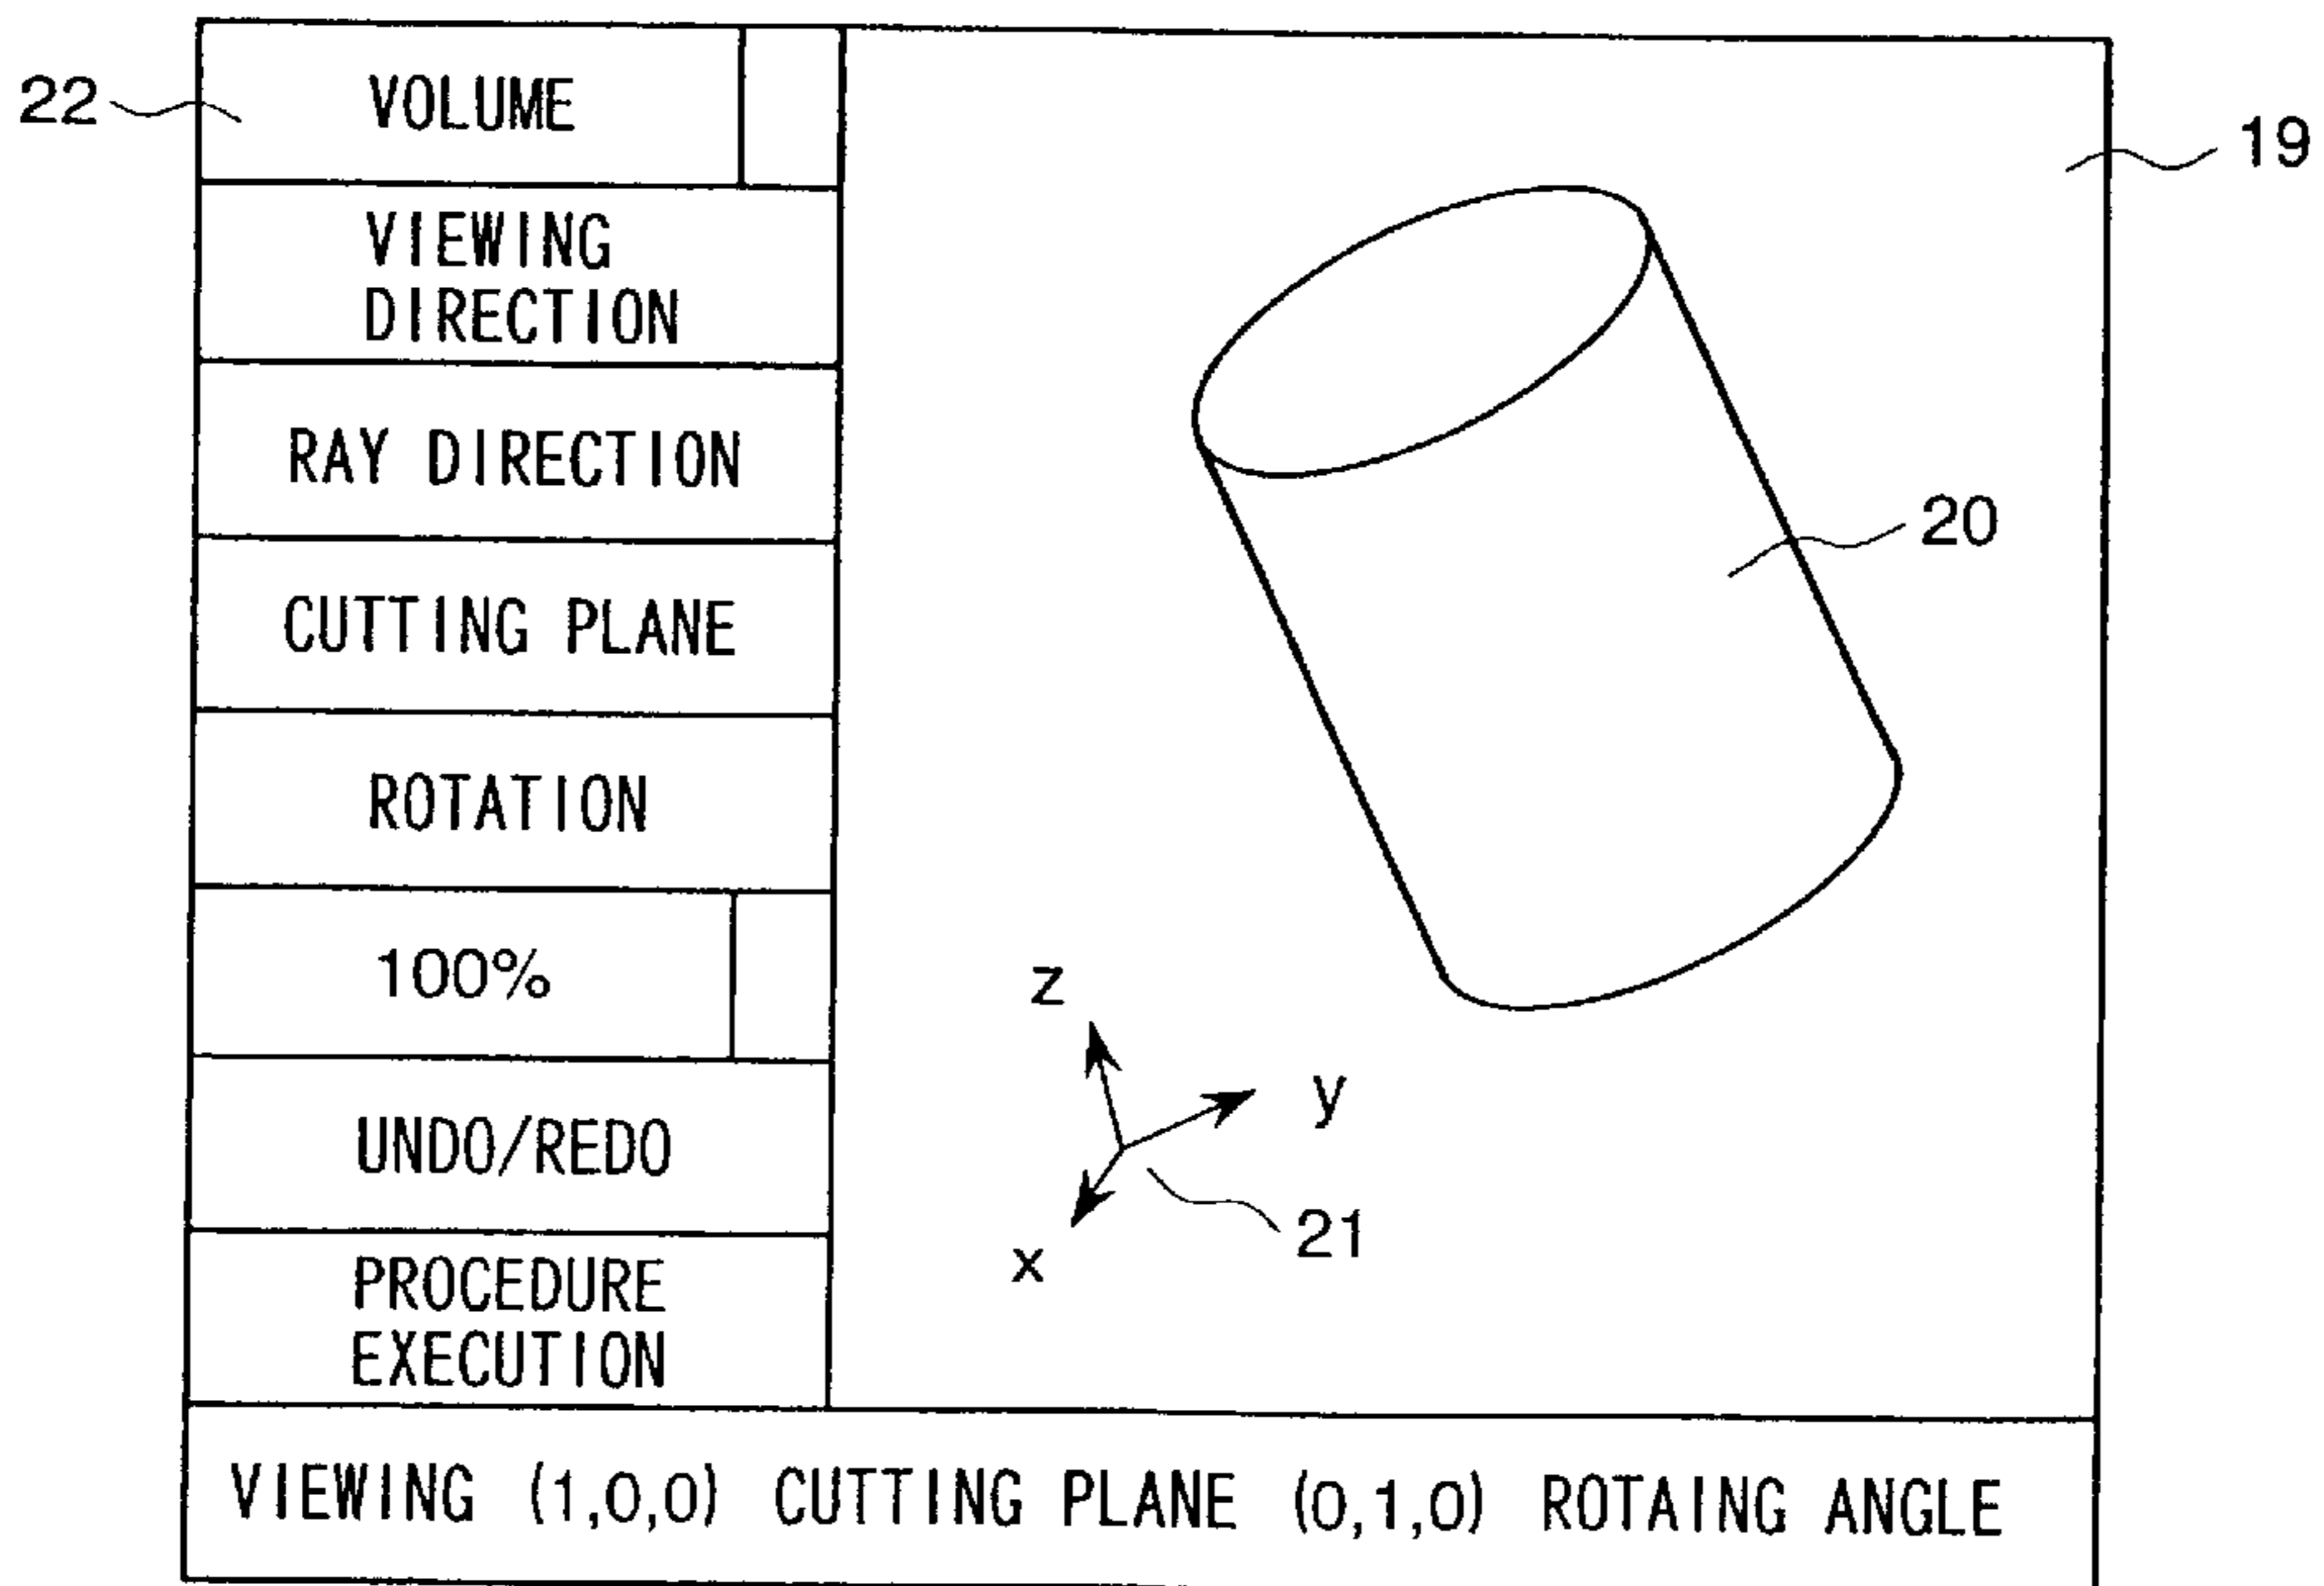 22
VOLUME
VIEWING
DIRECTION
RAY DIRECTION
CUTTING PLANE
ROTATION
100%
UNDO/REDO
PROCEDURE
EXECUTION
19
20
z
y
x
21
VIEWING (1,0,0) CUTTING PLANE (0,1,0) ROTAING ANGLE